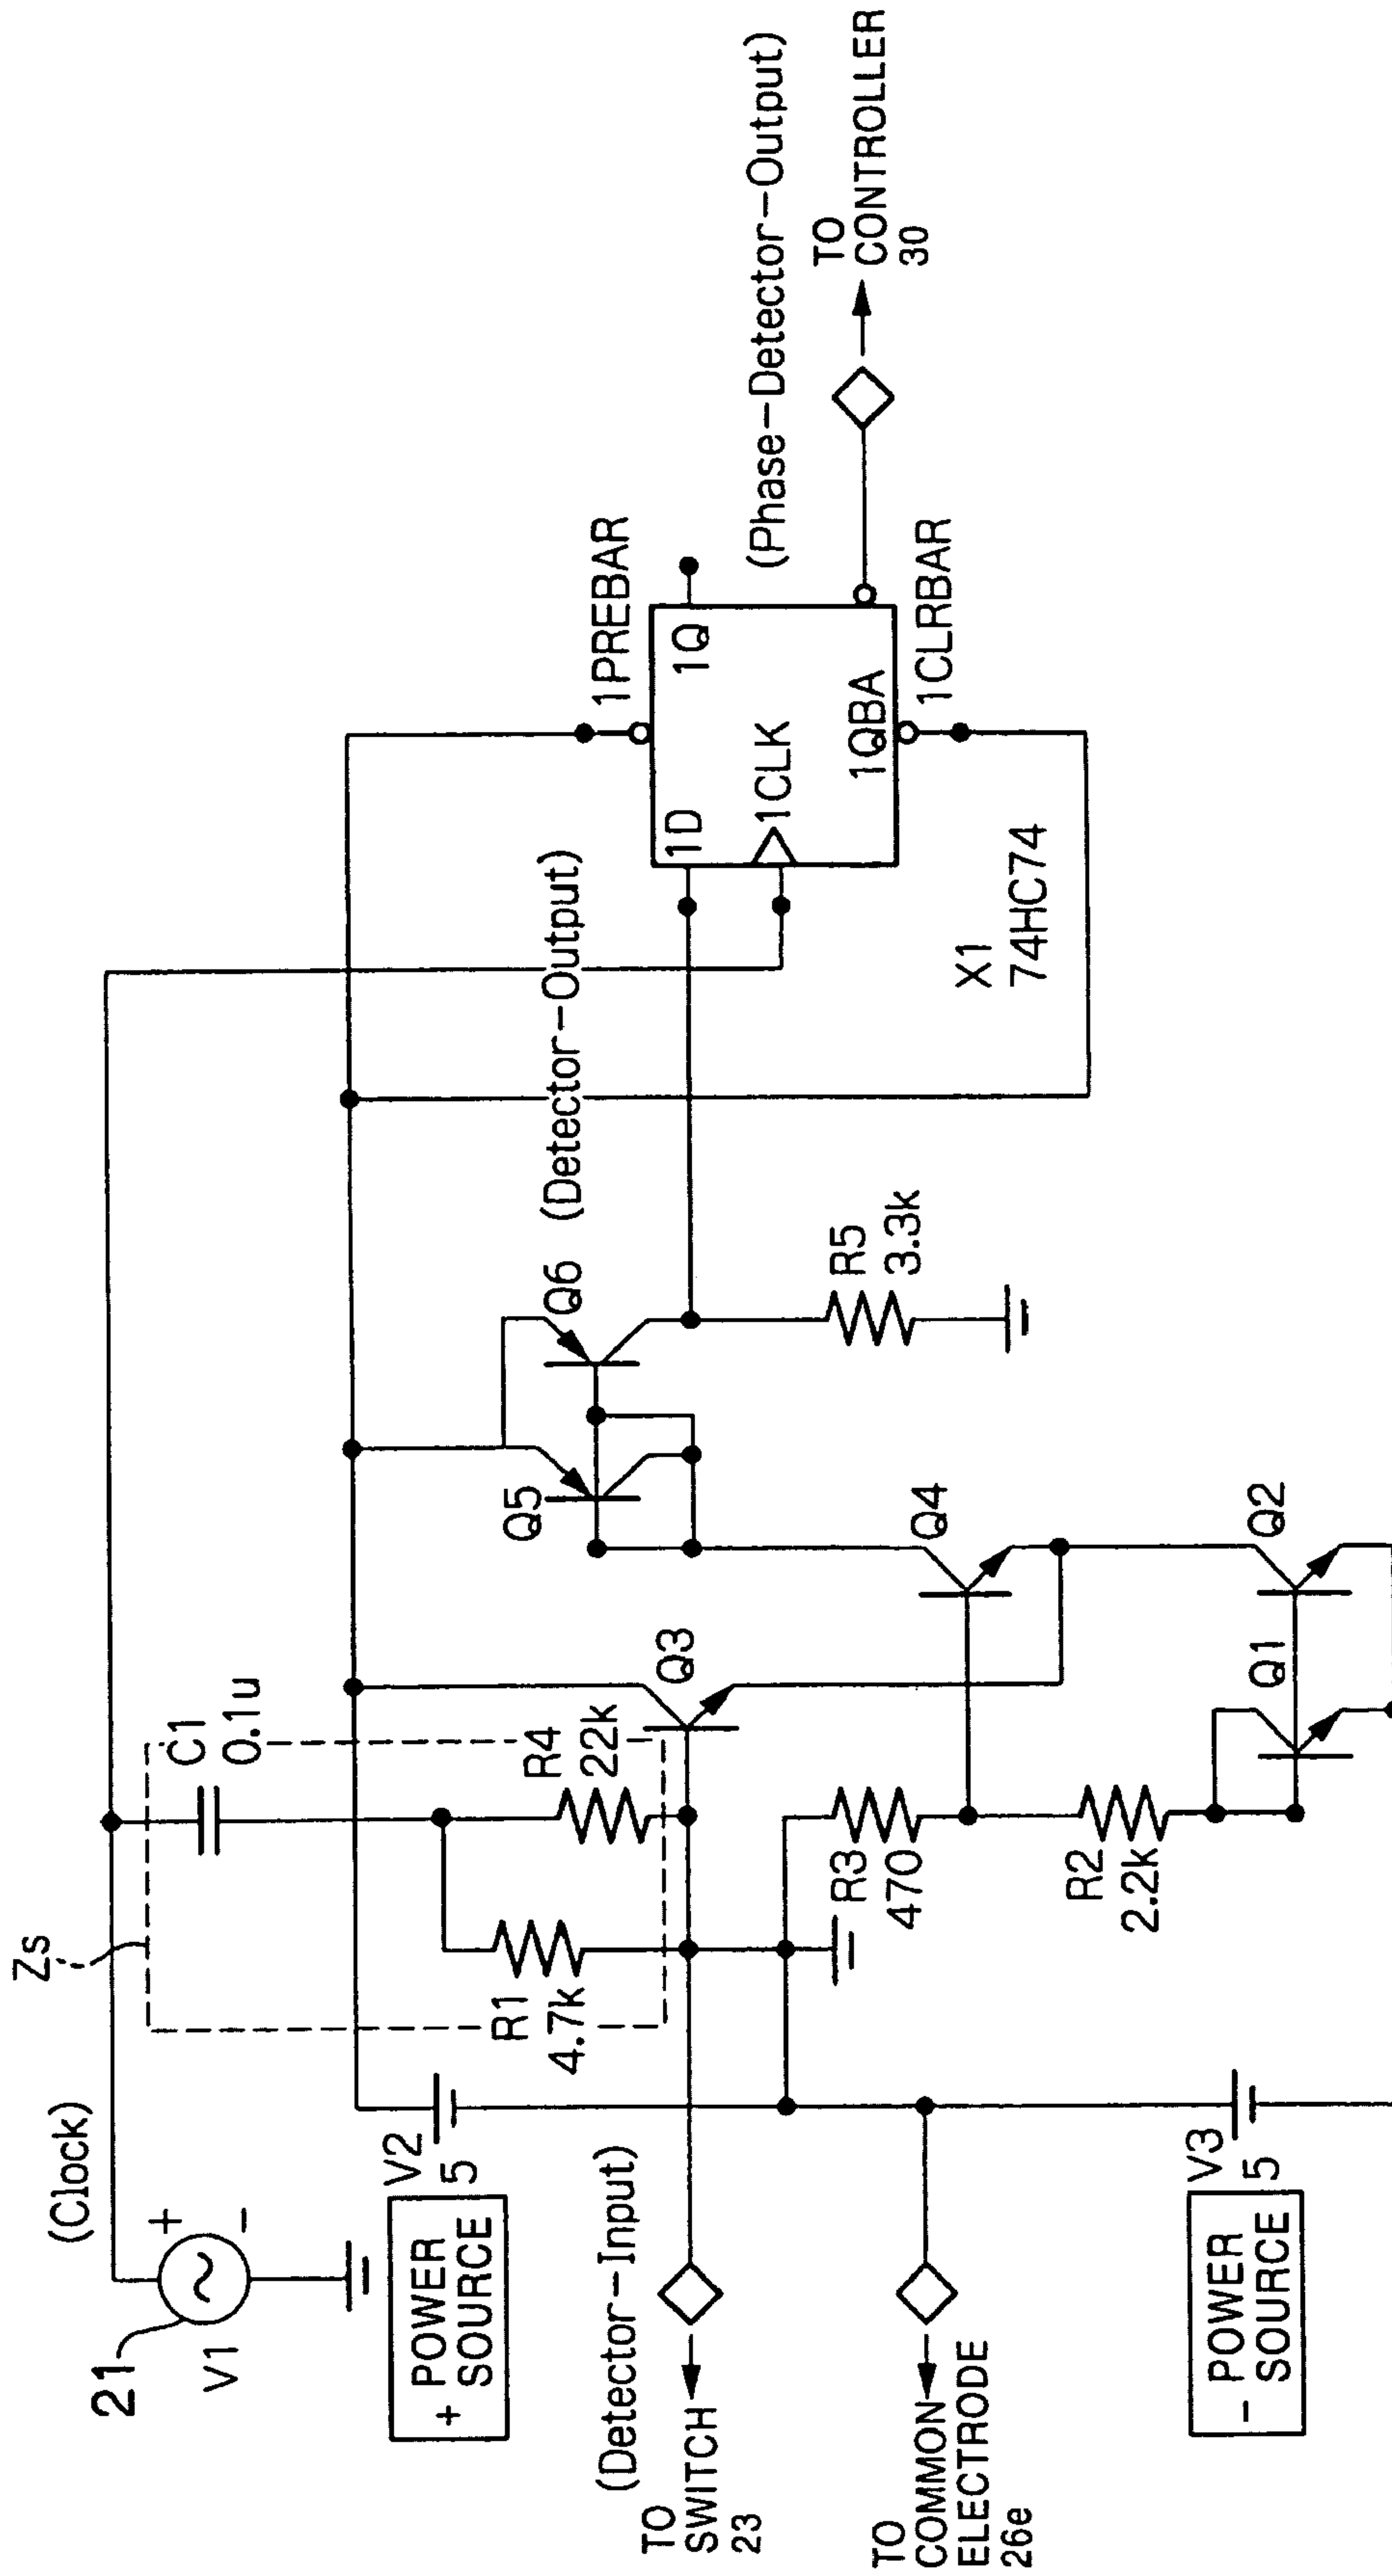 (Clock)
21
V1
+
-
Zs
C1
0.1u
R4
22k
R1
4.7k
V2
5
+ POWER
SOURCE
(Detector-Input)
TO
SWITCH
23
TO
COMMON
ELECTRODE
26e
V3
5
- POWER
SOURCE
R3
470
R2
2.2k
Q3
Q1
Q2
Q4
Q5
Q6
R5
3.3k
(Detector-Output)
1PREBAR
1D
1Q
1CLK
1QBA
1CLRBAR
X1
74HC74
(Phase-Detector-Output)
TO
CONTROLLER
30